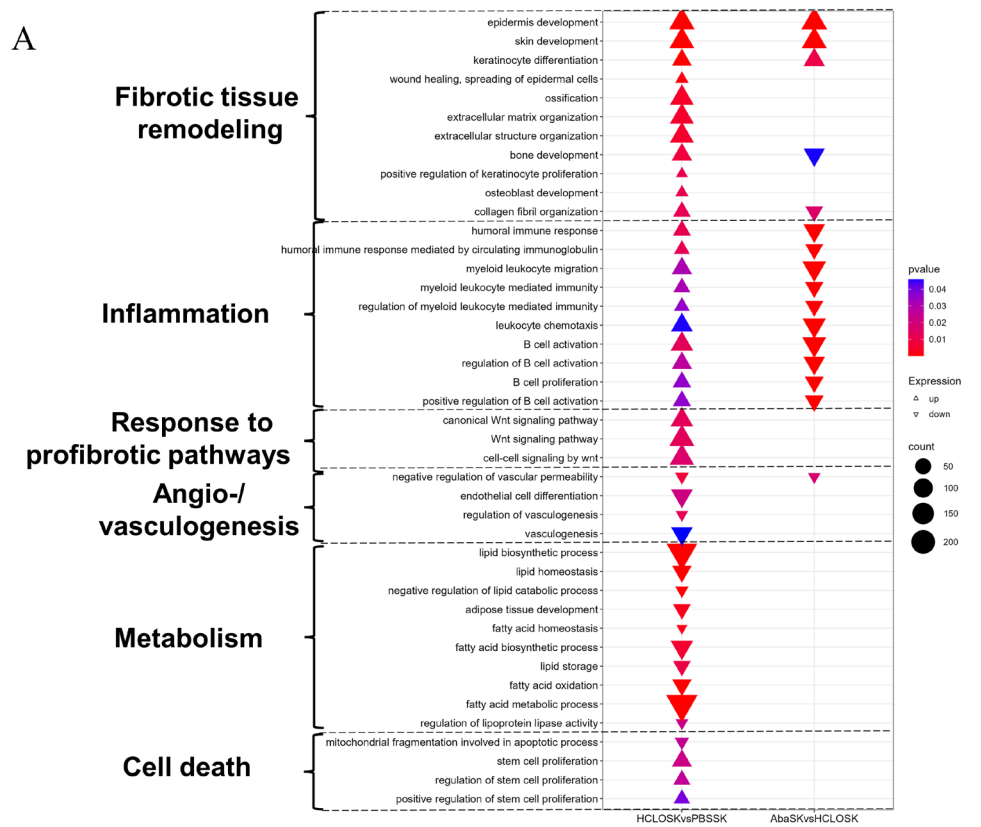 A
Fibrotic tissue
remodeling
epidermis development
skin development
keratinocyte differentiation
wound healing, spreading of epidermal cells
ossification
extracellular matrix organization
extracellular structure organization
bone development
positive regulation of keratinocyte proliferation
osteoblast development
collagen fibril organization
Inflammation
humoral immune response
humoral immune response mediated by circulating immunoglobulin
myeloid leukocyte migration
myeloid leukocyte mediated immunity
regulation of myeloid leukocyte mediated immunity
leukocyte chemotaxis
B cell activation
regulation of B cell activation
B cell proliferation
positive regulation of B cell activation
Response to
profibrotic pathways
canonical Wnt signaling pathway
Wnt signaling pathway
cell-cell signaling by wnt
Angio-/
vasculogenesis
negative regulation of vascular permeability
endothelial cell differentiation
regulation of vasculogenesis
vasculogenesis
Metabolism
lipid biosynthetic process
lipid homeostasis
negative regulation of lipid catabolic process
adipose tissue development
fatty acid homeostasis
fatty acid biosynthetic process
lipid storage
fatty acid oxidation
fatty acid metabolic process
regulation of lipoprotein lipase activity
Cell death
mitochondrial fragmentation involved in apoptotic process
stem cell proliferation
regulation of stem cell proliferation
positive regulation of stem cell proliferation
HCLOSKvsPBSSK
AbaSKvsHCLOSK
pvalue
0.04
0.03
0.02
0.01
Expression
up
down
count
50
100
150
200